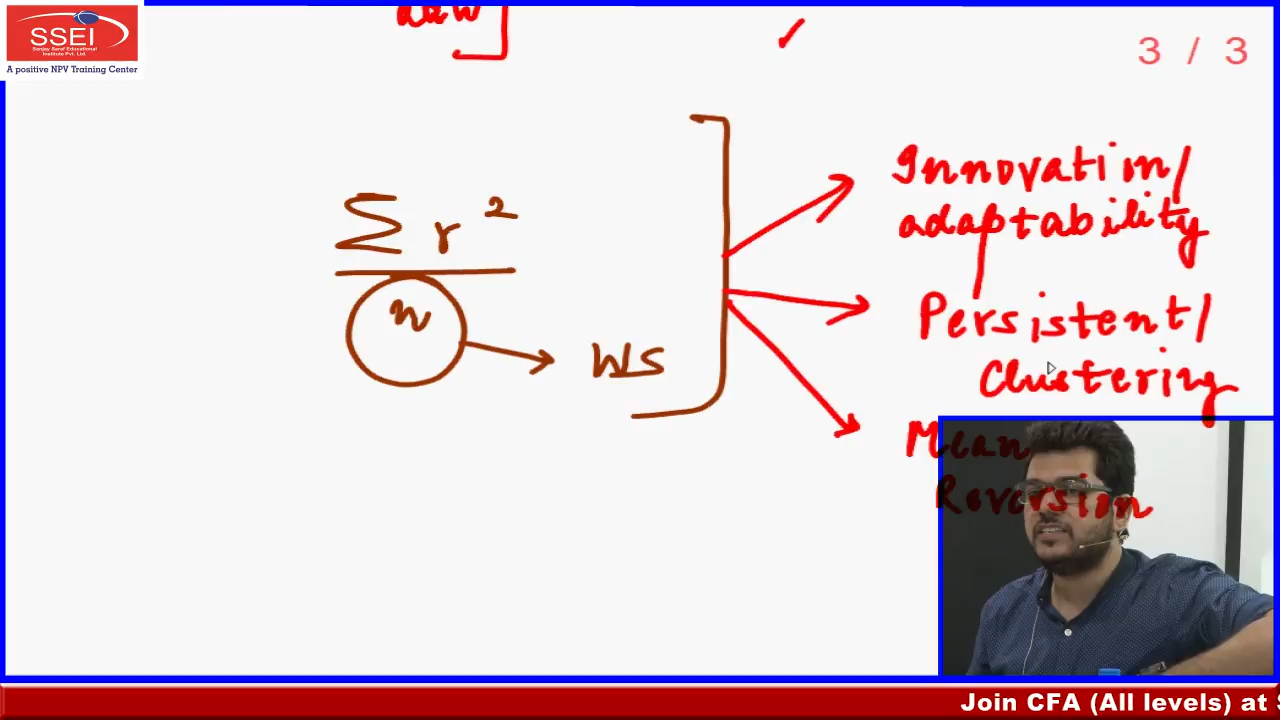 SSEI
Sanjay Saraf Educational
Institute Pvt. Ltd.
A positive NPV Training Center
3 / 3
Innovation/
adaptability
Σ r²
n
WS
Persistent/
Clustering
Mean
Reversion
Join CFA (All levels) at S